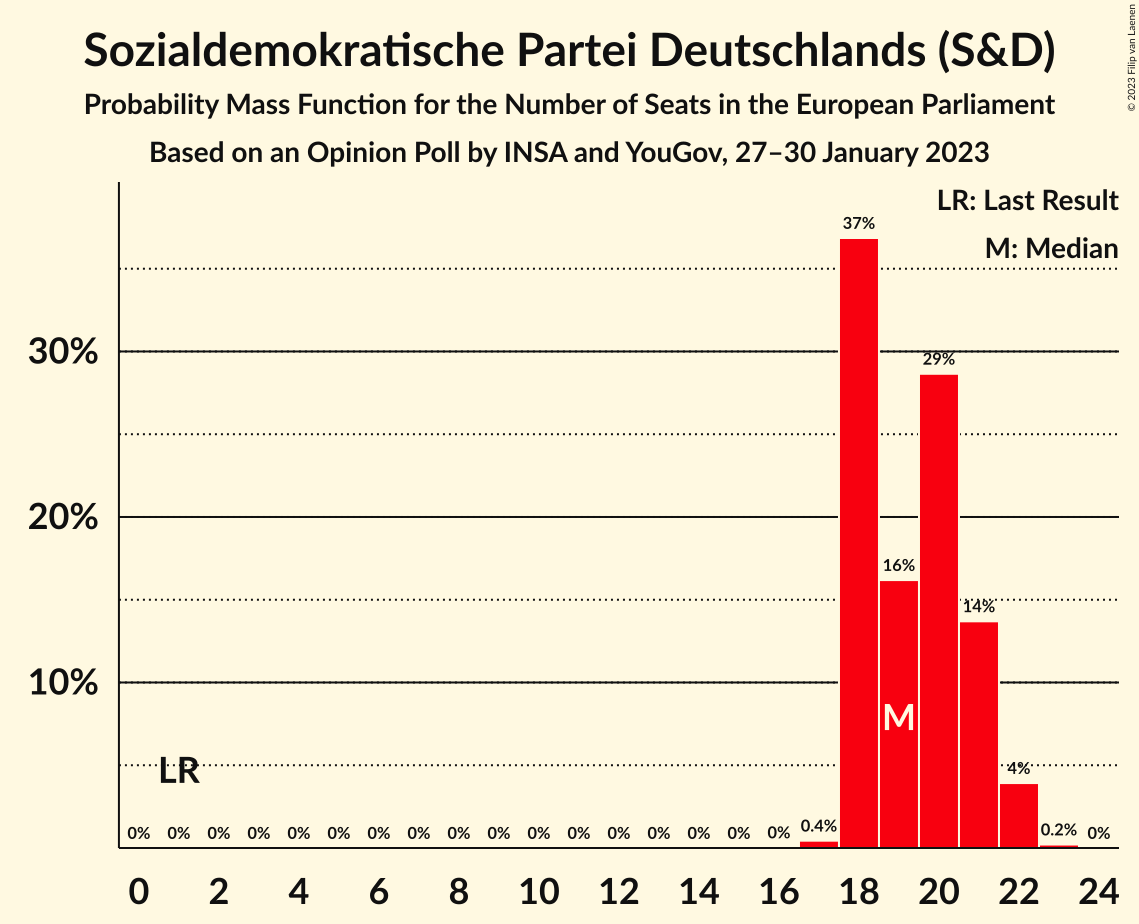 © 2023 Filip van Laenen
Sozialdemokratische Partei Deutschlands (S&D)
Probability Mass Function for the Number of Seats in the European Parliament
Based on an Opinion Poll by INSA and YouGov, 27–30 January 2023
LR: Last Result
M: Median
37%
30%
29%
20%
16%
14%
10%
M
LR
4%
0% 0% 0% 0% 0% 0% 0% 0% 0% 0% 0% 0% 0% 0% 0% 0% 0% 0.4% 0.2% 0%
0 2 4 6 8 10 12 14 16 18 20 22 24